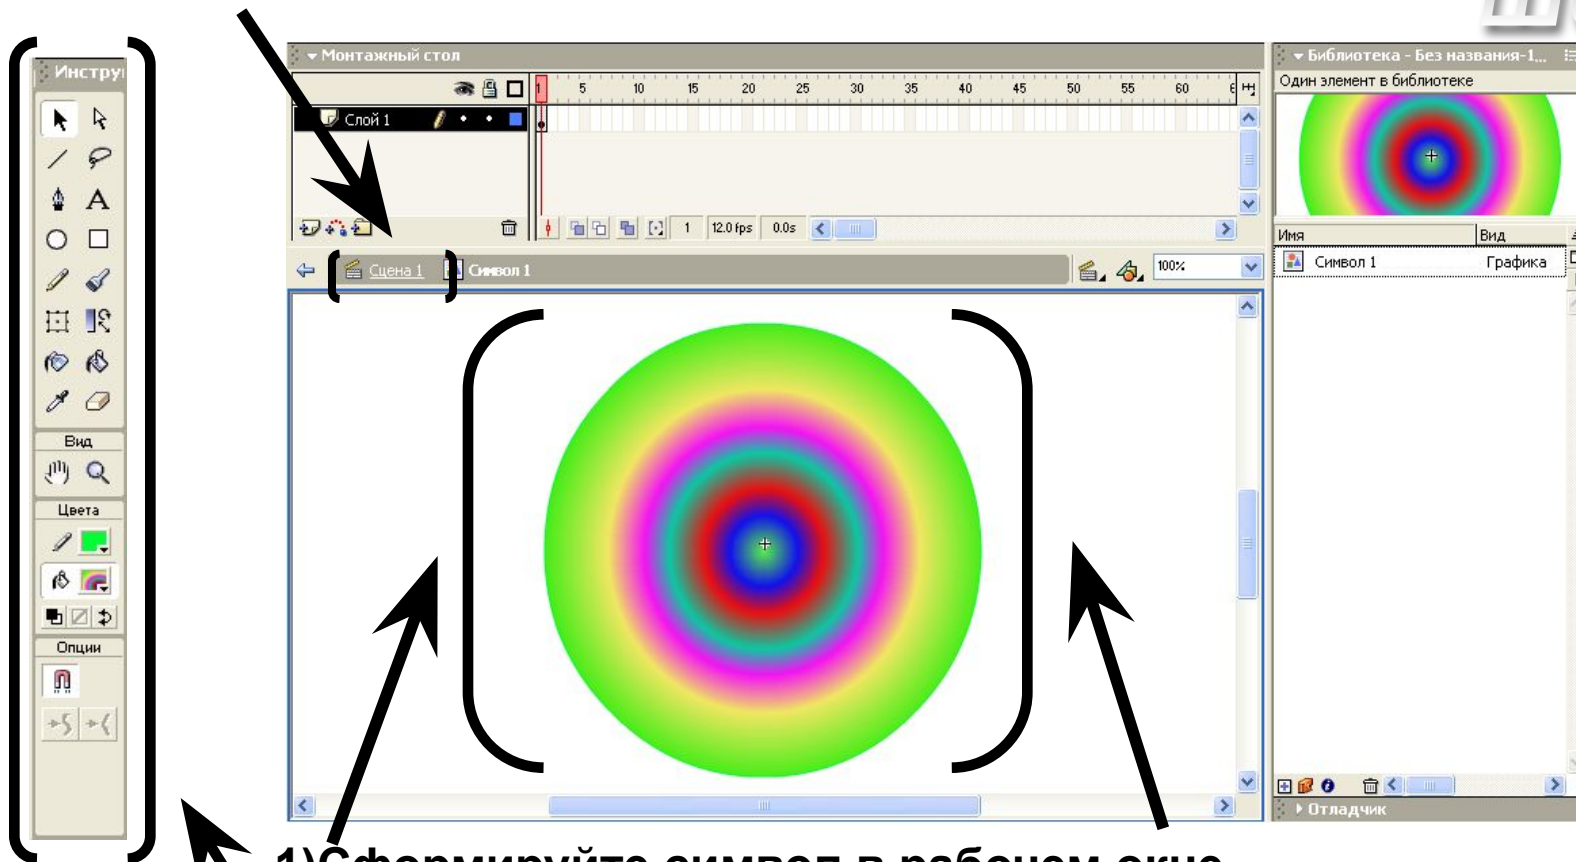 Инстру
Вид
Цвета
Опции
Монтажный стол
1 5 10 15 20 25 30 35 40 45 50 55 60
Слой 1
1 12.0 fps 0.0s
Сцена 1 Символ 1
100%
Библиотека - Без названия-1...
Один элемент в библиотеке
Имя Вид
Символ 1 Графика
Отладчик
1)Сформируйте символ в рабочем окне